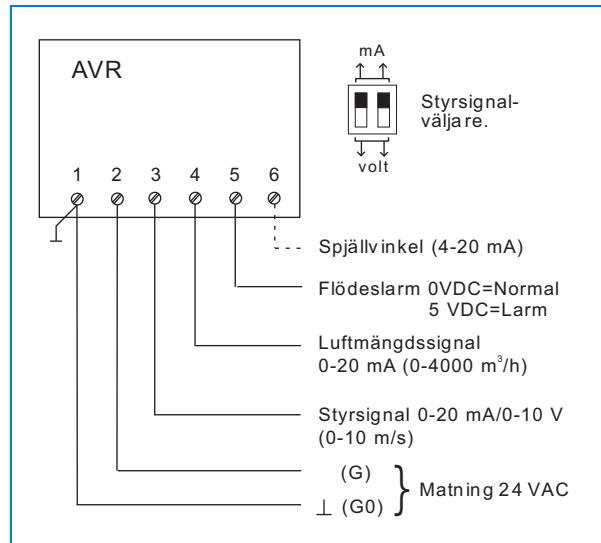 AVR
mA
Styrsignal-
väljare.
volt
1 2 3 4 5 6
Spjällvinkel (4-20 mA)
Flödeslarm 0VDC=Normal
5 VDC=Larm
Luftmängdssignal
0-20 mA (0-4000 m³/h)
Styrsignal 0-20 mA/0-10 V
(0-10 m/s)
(G)
⊥ (G0)
Matning 24 VAC